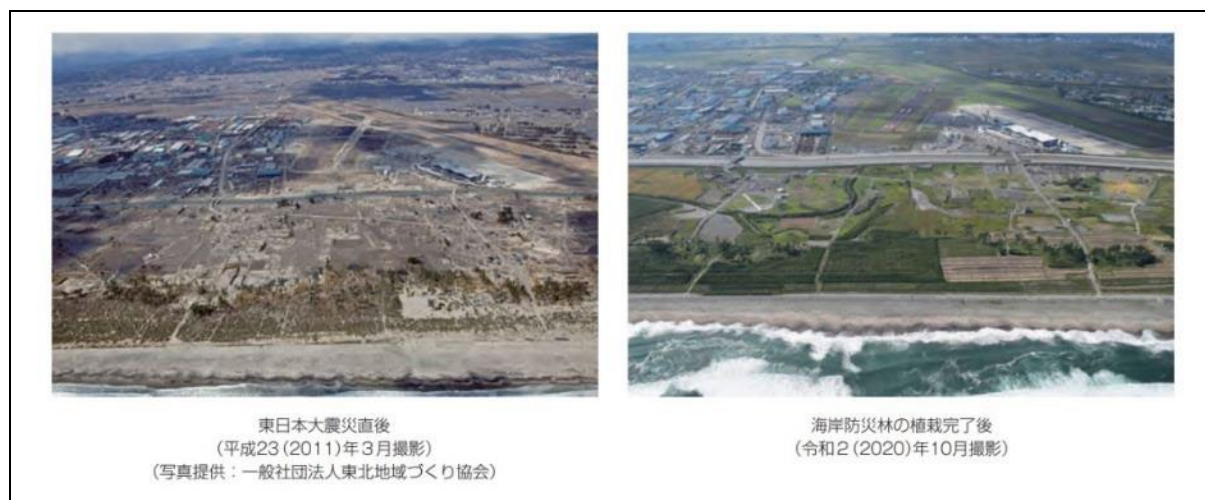 東日本大震災直後
(平成23(2011)年3月撮影)
(写真提供:一般社団法人東北地域づくり協会)
海岸防災林の植栽完了後
(令和2(2020)年10月撮影)